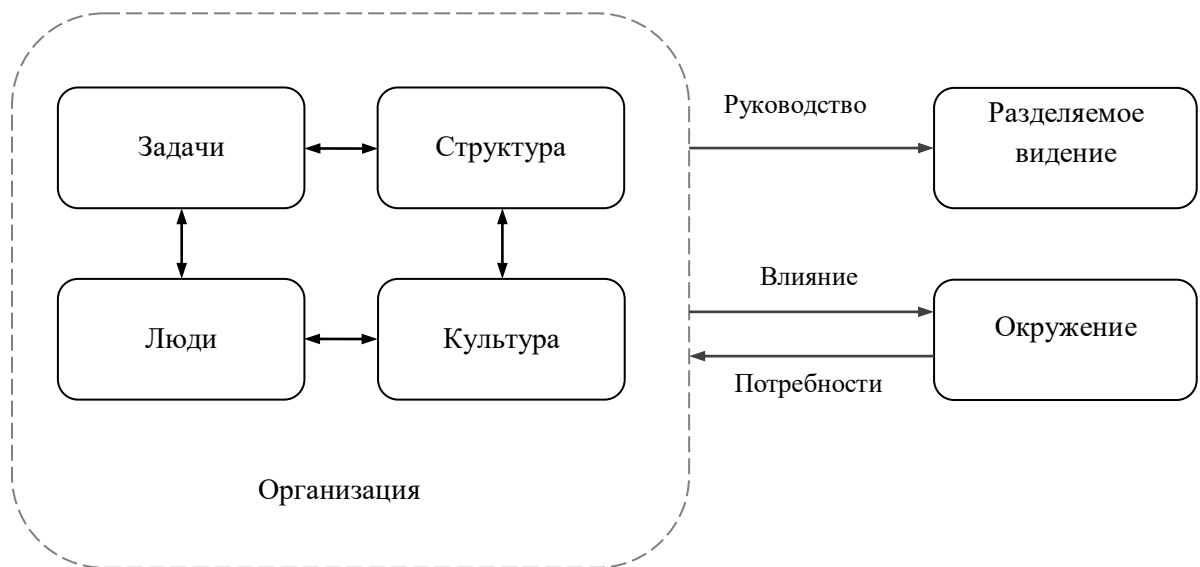 Руководство
Разделяемое
видение
Задачи
Структура
Влияние
Люди
Культура
Окружение
Потребности
Организация